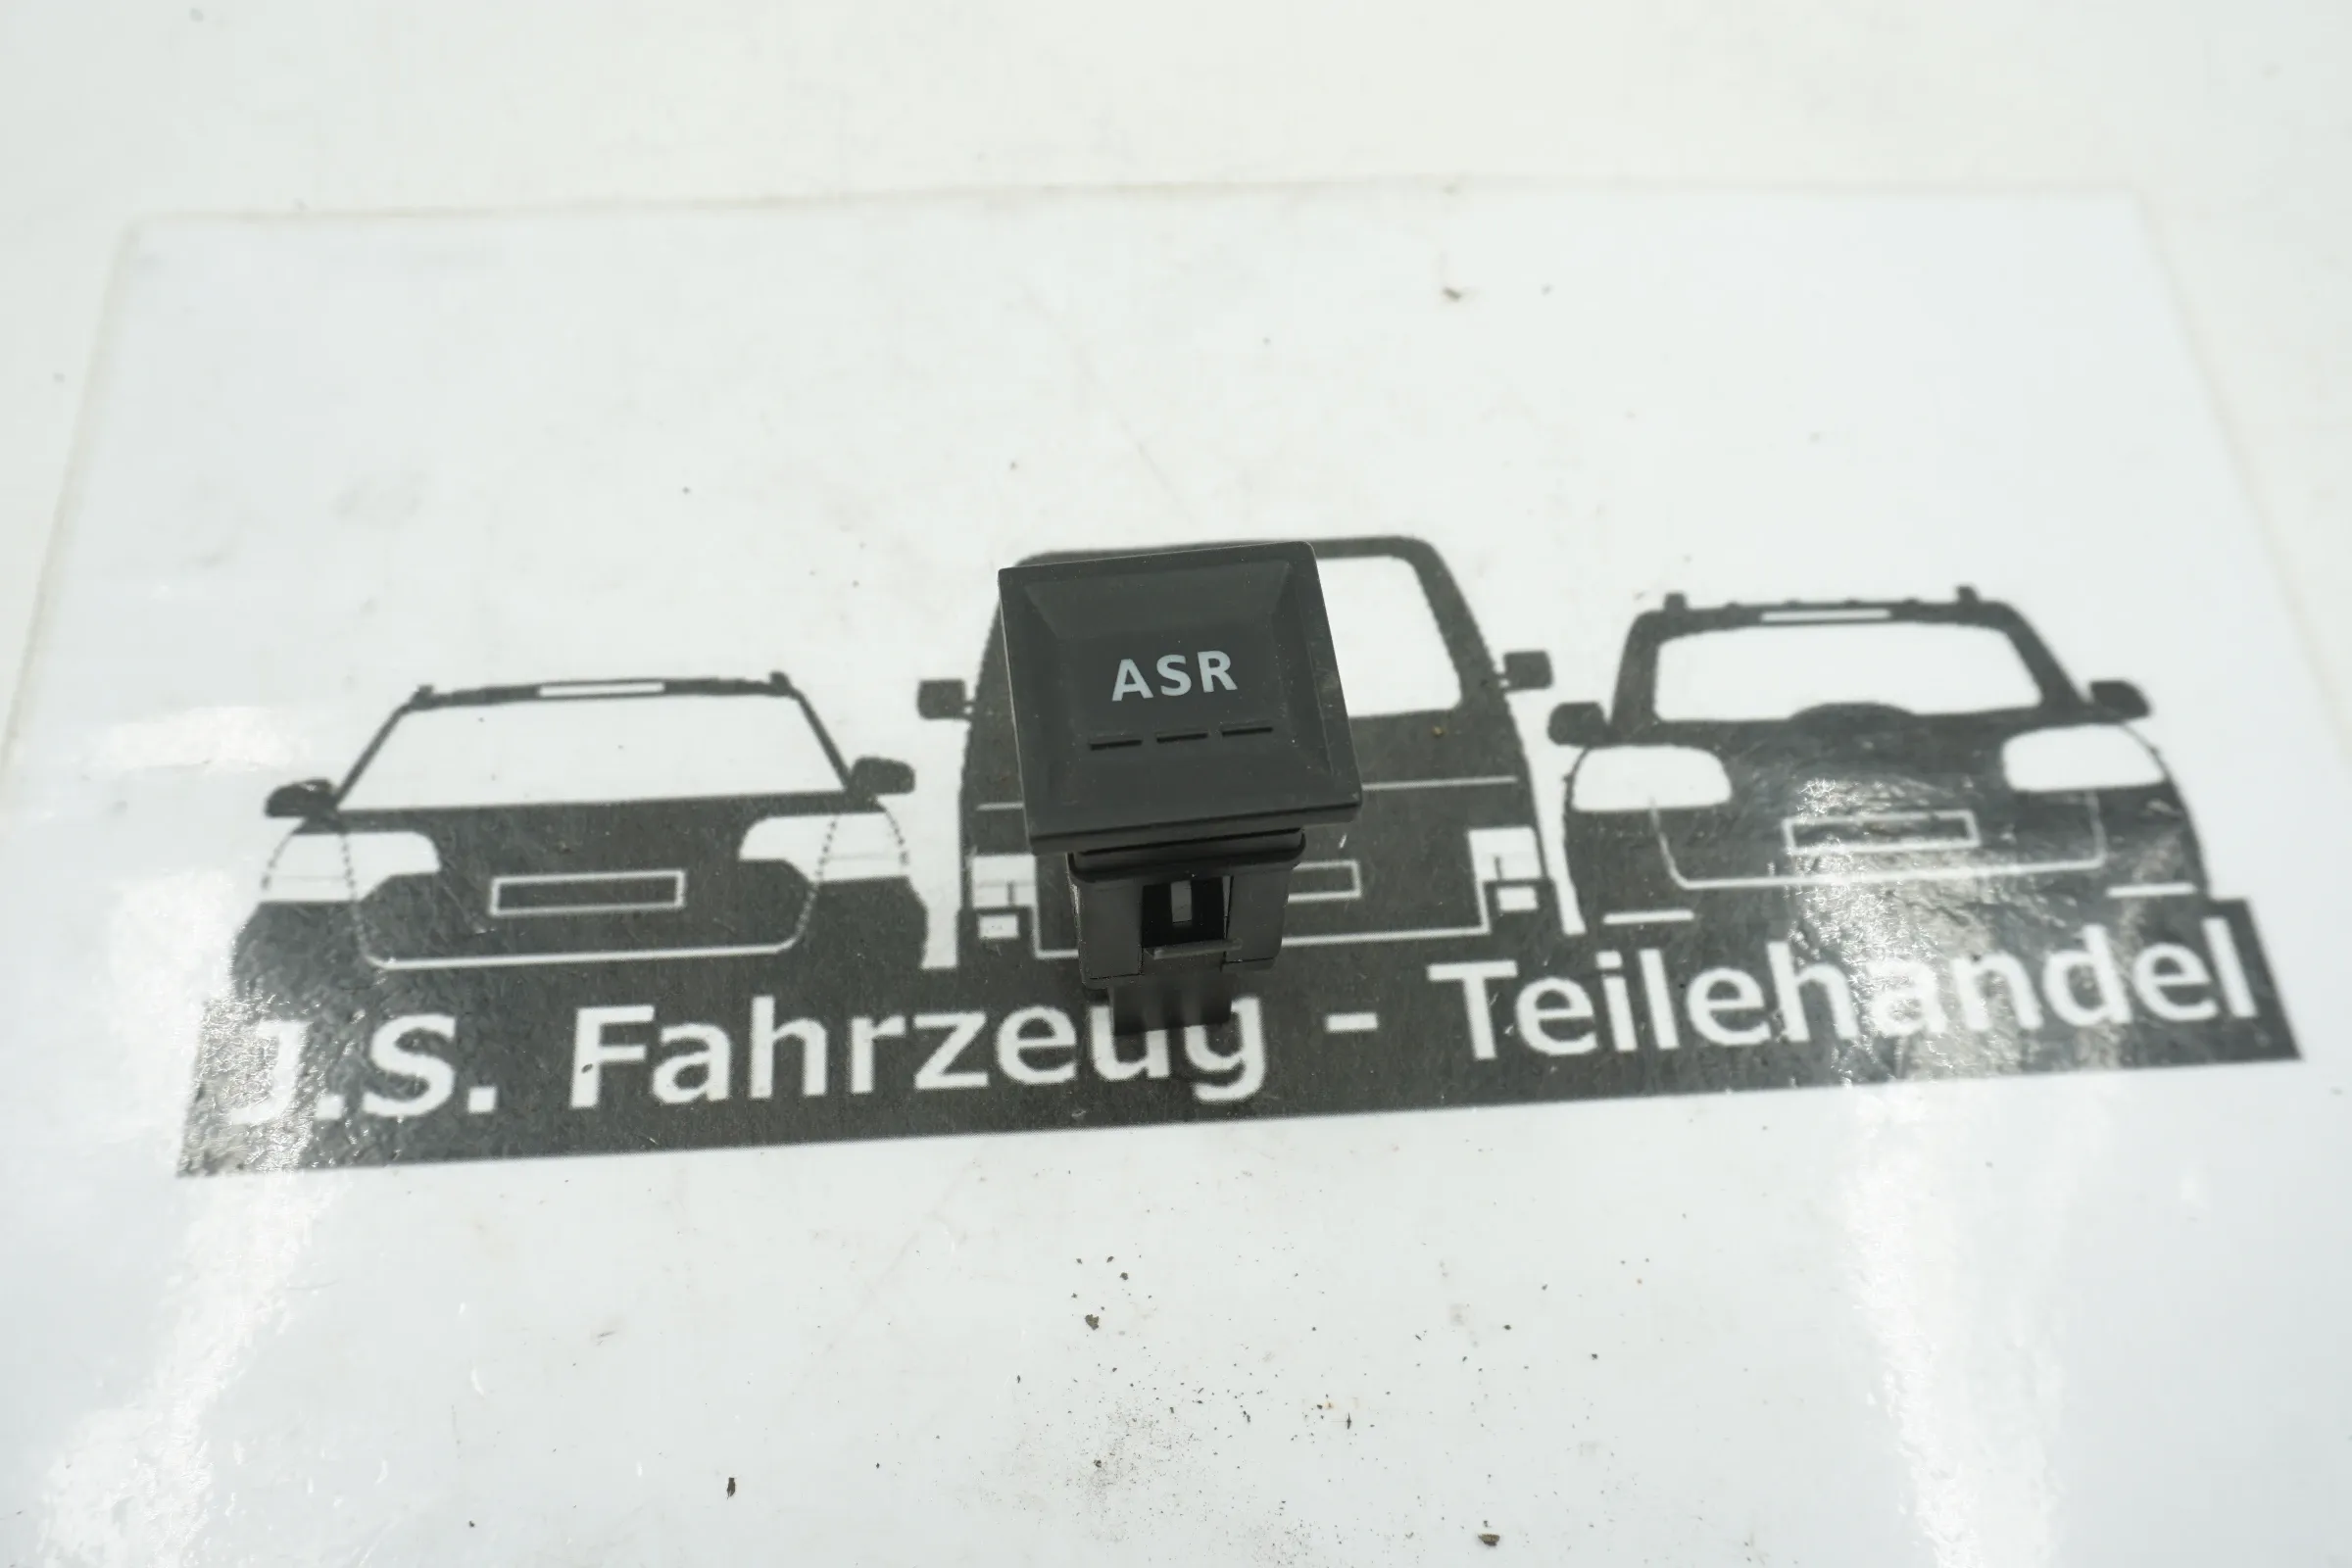 ASR
J.S. Fahrzeug - Teilehandel